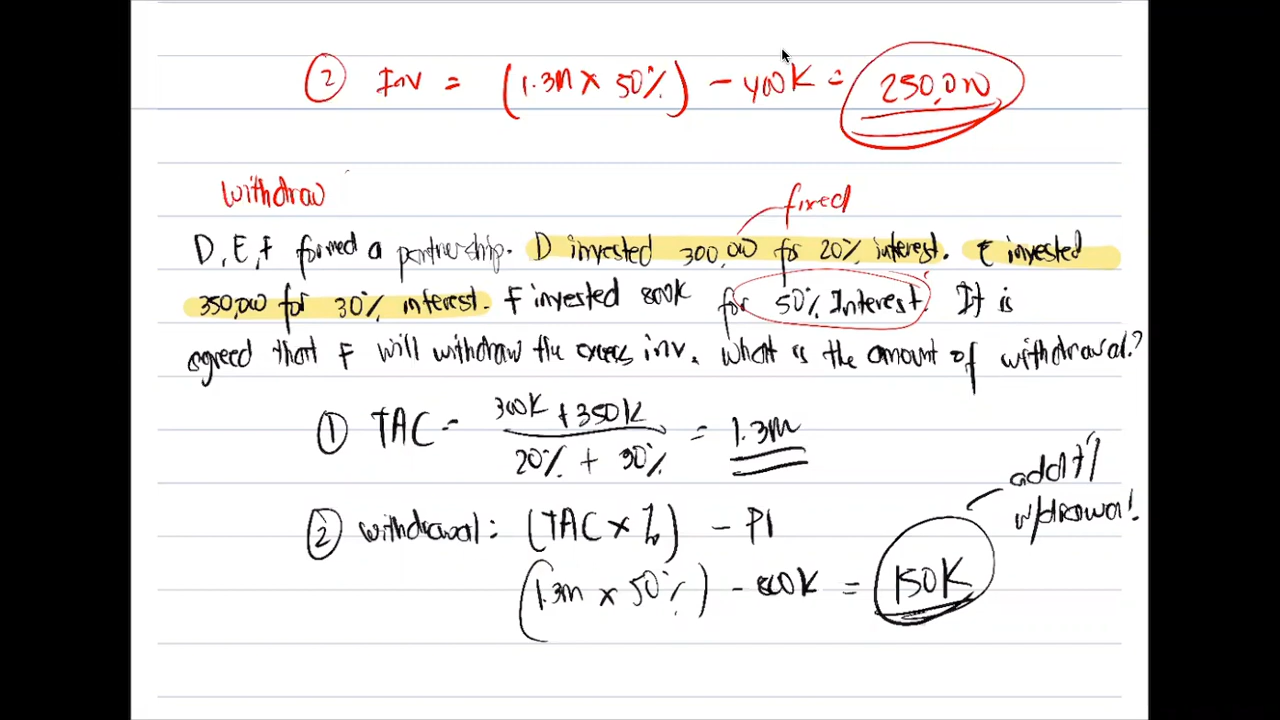 ② Inv = (1.3m x 50%) - 400K = 250,000
withdraw
fixed
D, E, F formed a partnership. D invested 300,000 for 20% interest. E invested
350,000 for 30% interest. F invested 800K for 50% Interest. It is
agreed that F will withdraw the excess inv. What is the amount of withdrawal?
① TAC = 300K + 350K / 20% + 30% = 1.3m
② withdrawal: (TAC x %) - PI
(1.3m x 50%) - 800K = 150K
add'l
w/drawal